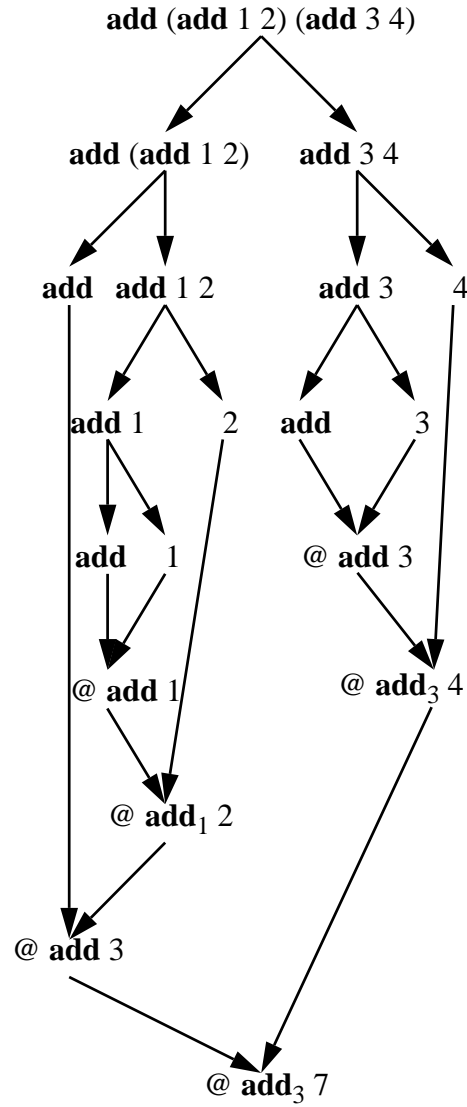 add (add 1 2) (add 3 4)
add (add 1 2) add 3 4
add add 1 2 add 3 4
add 1 2 add 3
add 1 @ add 3
@ add 1 @ add₃ 4
@ add₁ 2
@ add 3
@ add₃ 7